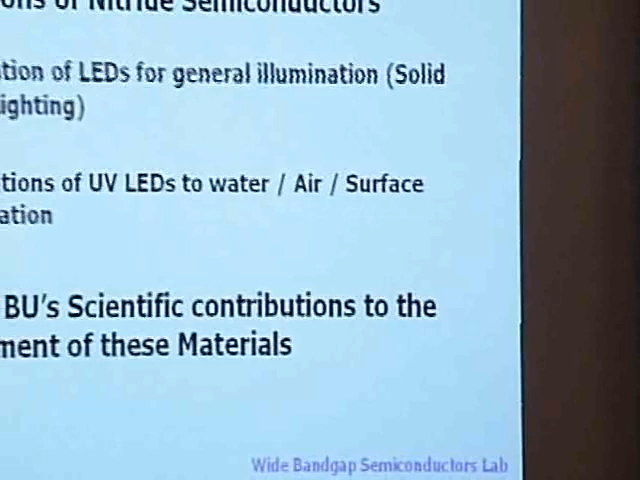 ons of Nitride Semiconductors
tion of LEDs for general illumination (Solid
ighting)
tions of UV LEDs to water / Air / Surface
ation
BU's Scientific contributions to the
ment of these Materials
Wide Bandgap Semiconductors Lab